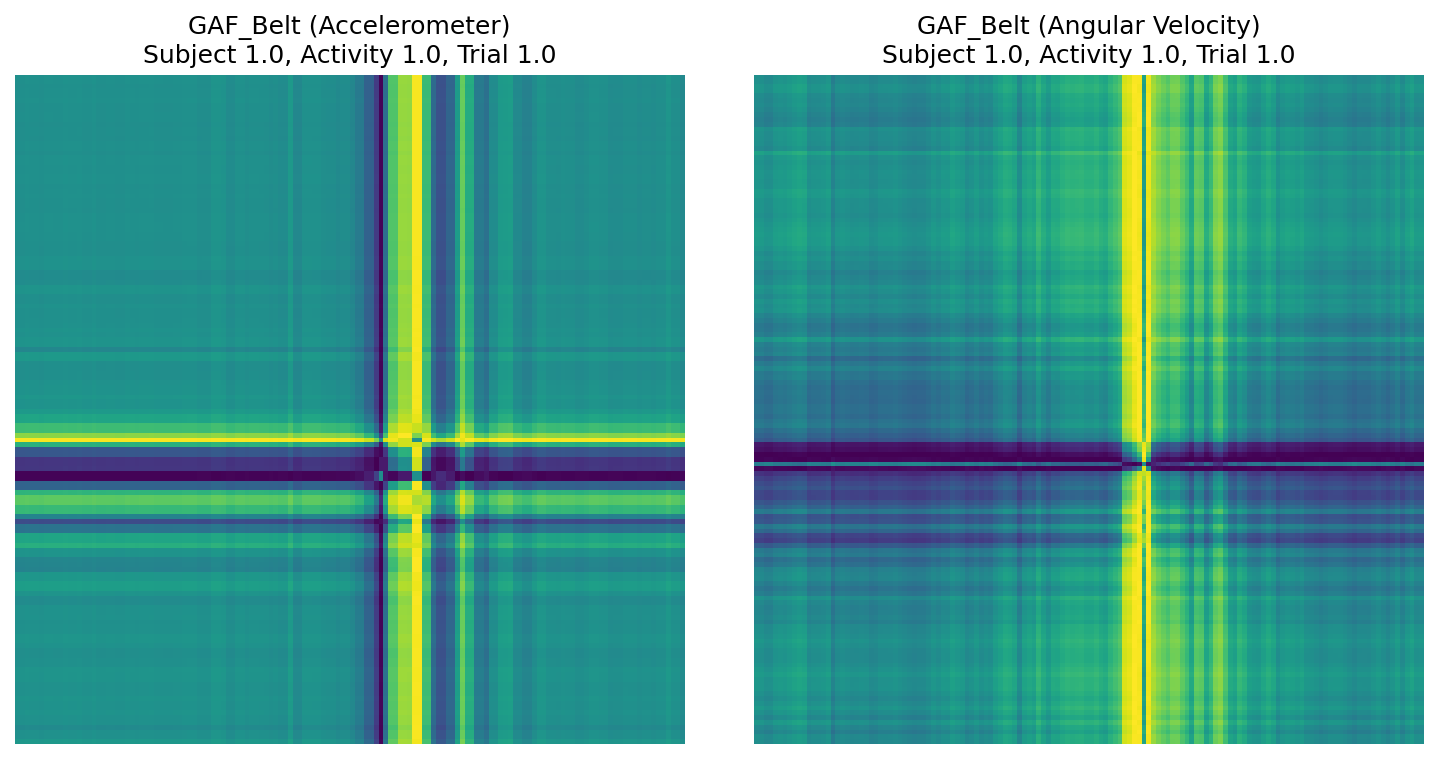 GAF_Belt (Accelerometer)
Subject 1.0, Activity 1.0, Trial 1.0
GAF_Belt (Angular Velocity)
Subject 1.0, Activity 1.0, Trial 1.0